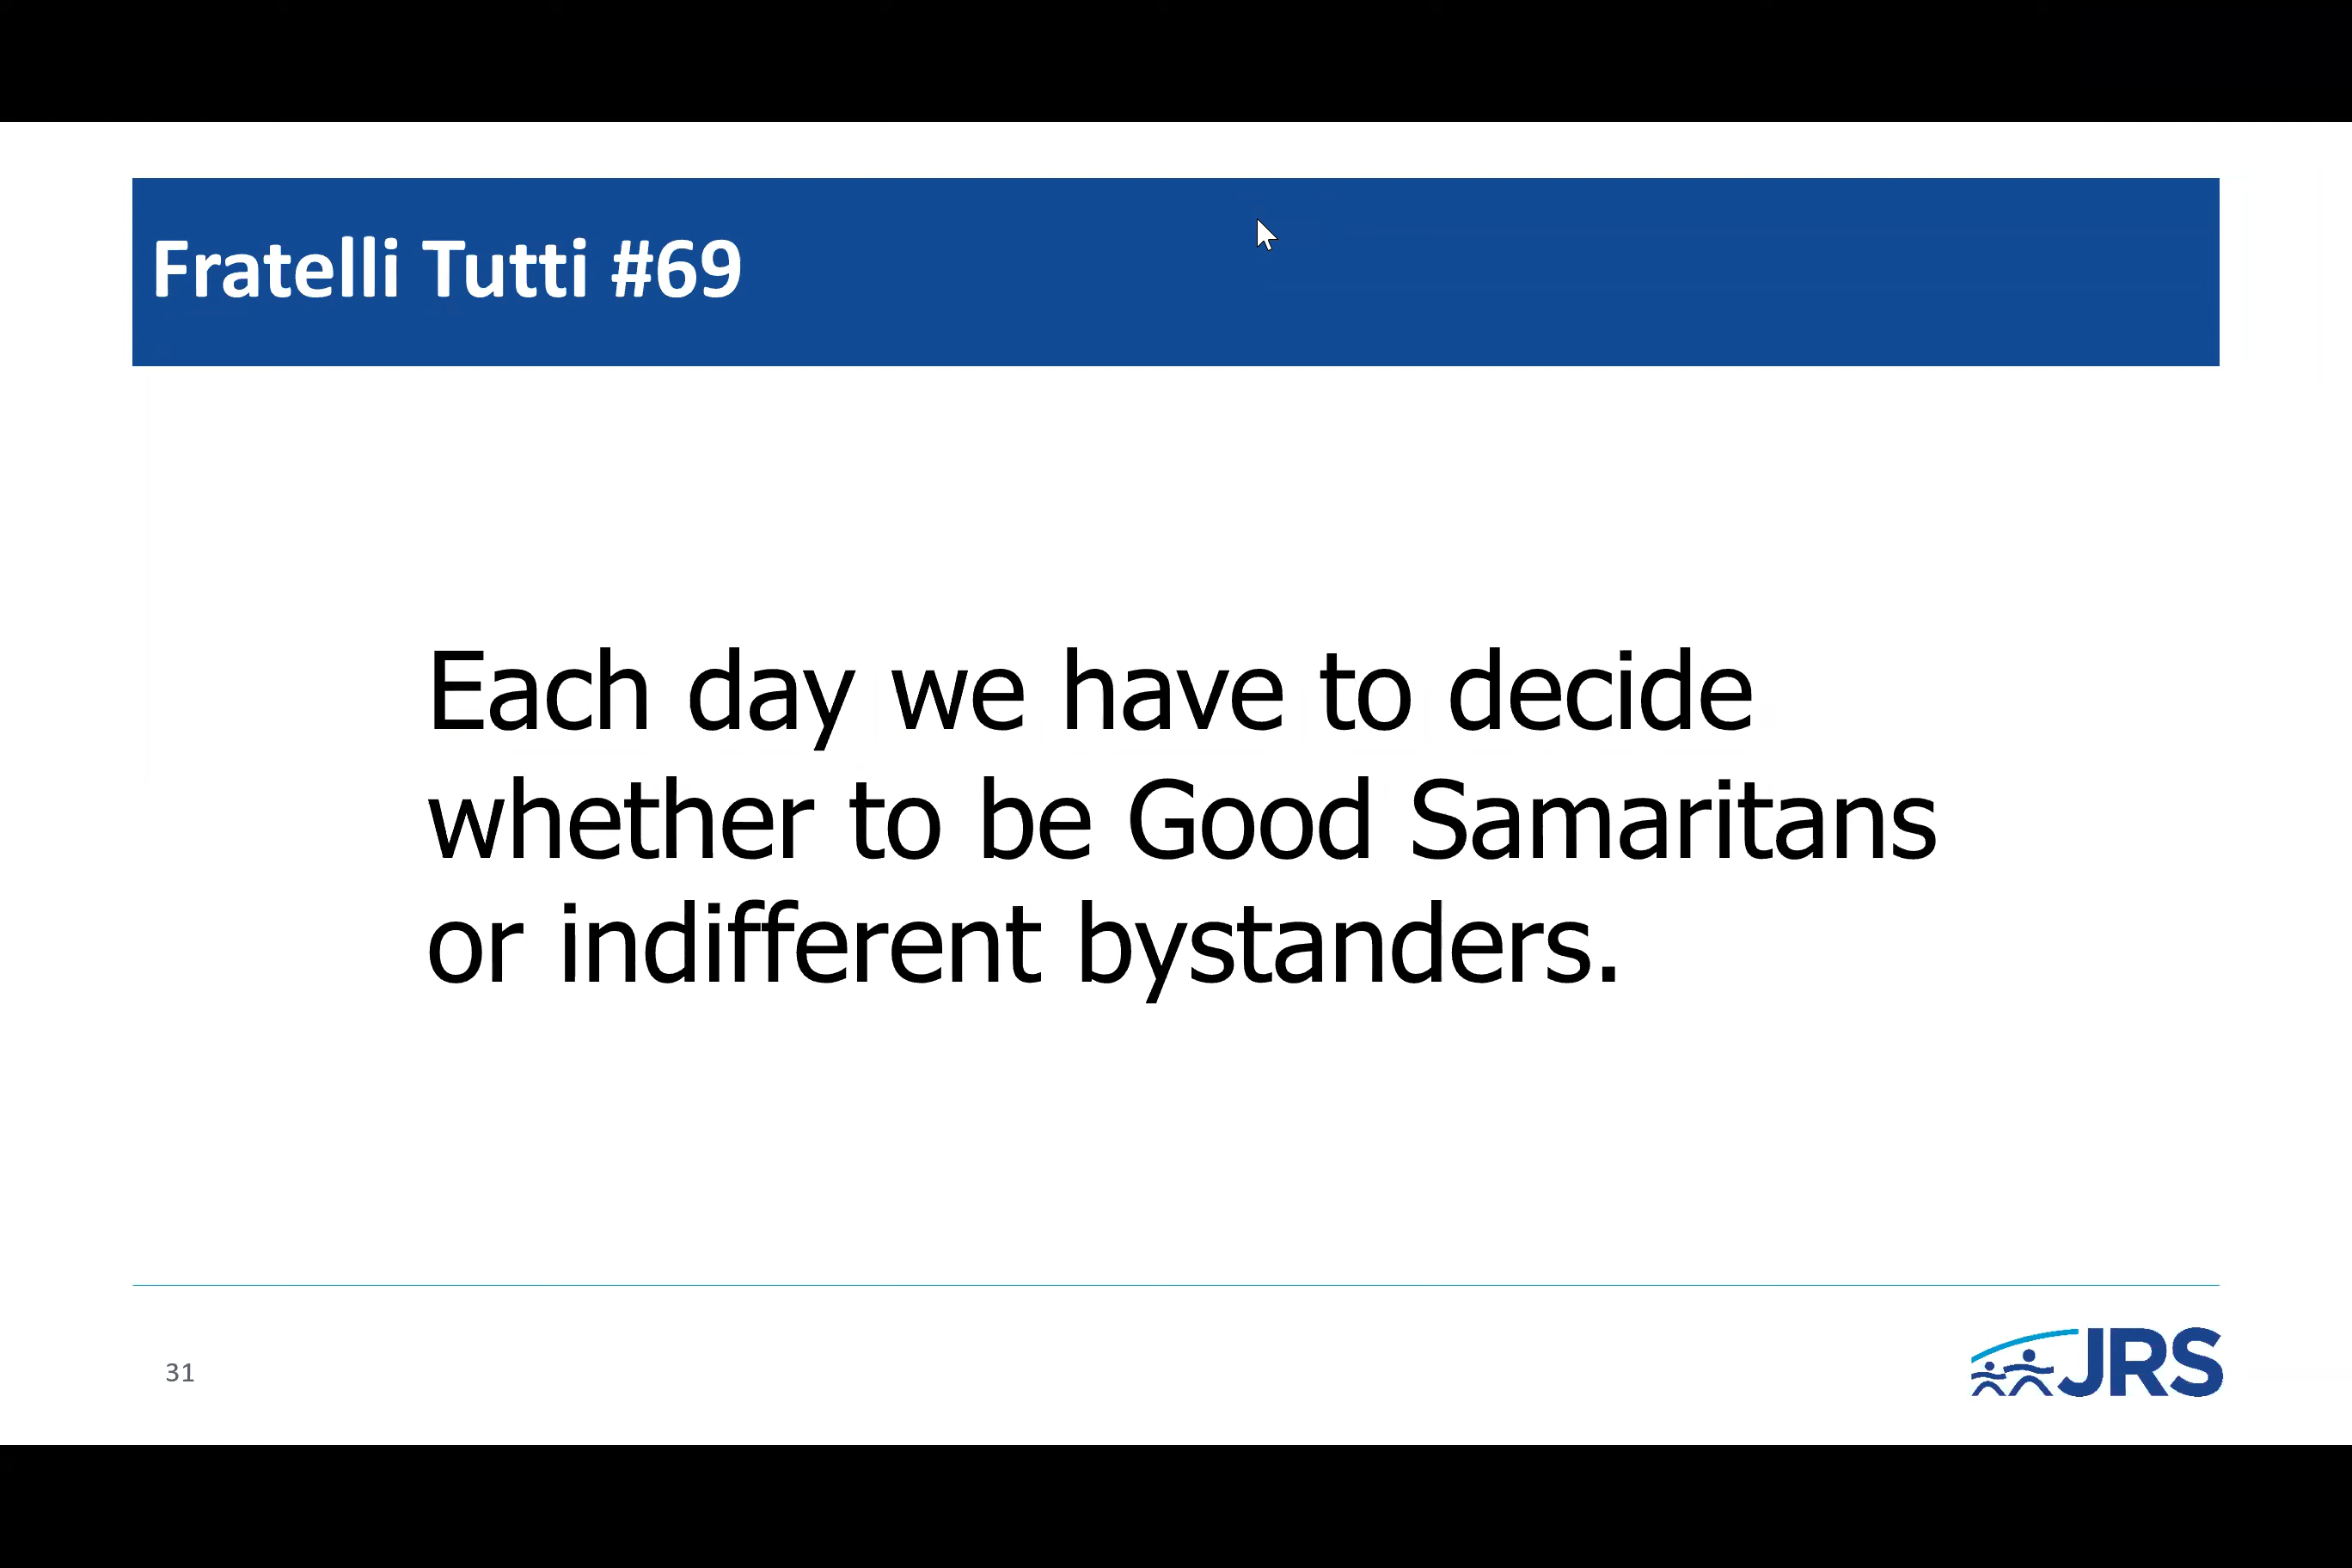 Fratelli Tutti #69
Each day we have to decide
whether to be Good Samaritans
or indifferent bystanders.
31
JRS